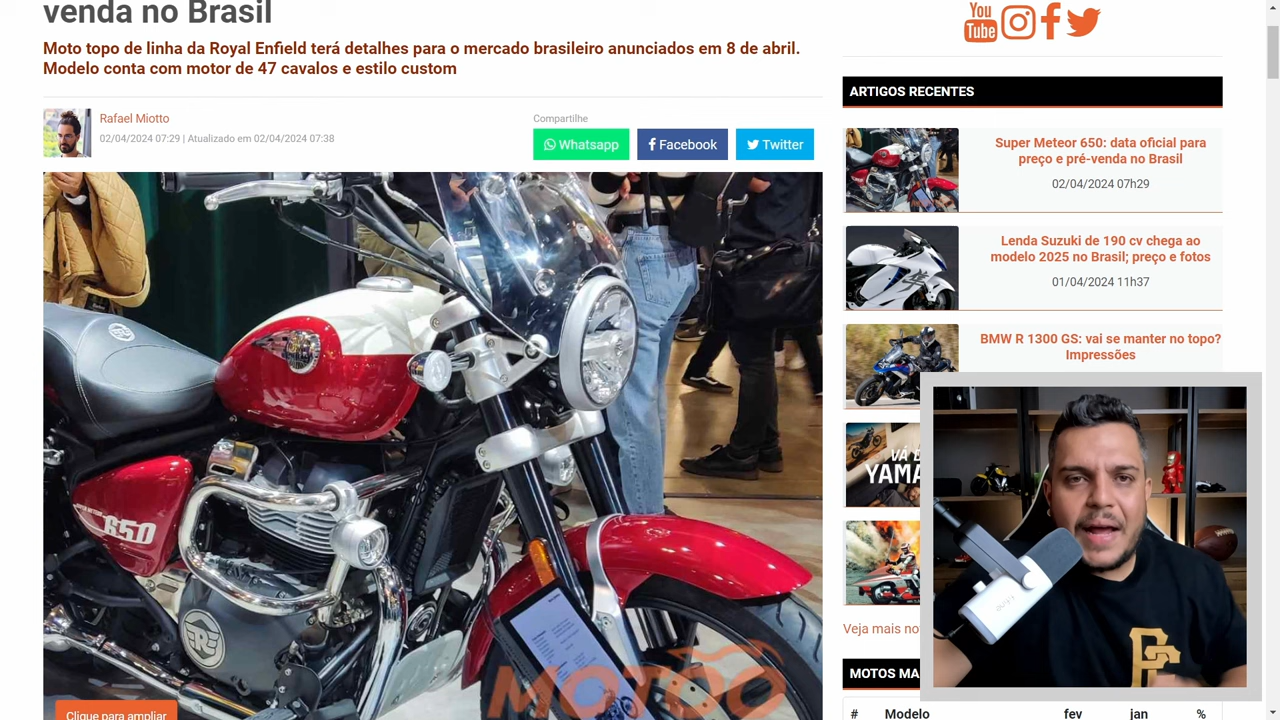 venda no Brasil
Moto topo de linha da Royal Enfield terá detalhes para o mercado brasileiro anunciados em 8 de abril.
Modelo conta com motor de 47 cavalos e estilo custom
Rafael Miotto
02/04/2024 07:29 | Atualizado em 02/04/2024 07:38
Compartilhe
Whatsapp
Facebook
Twitter
650
RE
MOTOO
Clique para ampliar
You
Tube
ARTIGOS RECENTES
Super Meteor 650: data oficial para
preço e pré-venda no Brasil
02/04/2024 07h29
Lenda Suzuki de 190 cv chega ao
modelo 2025 no Brasil; preço e fotos
01/04/2024 11h37
BMW R 1300 GS: vai se manter no topo?
Impressões
VÁ
YAMA
Veja mais no
MOTOS MA
# Modelo fev jan %